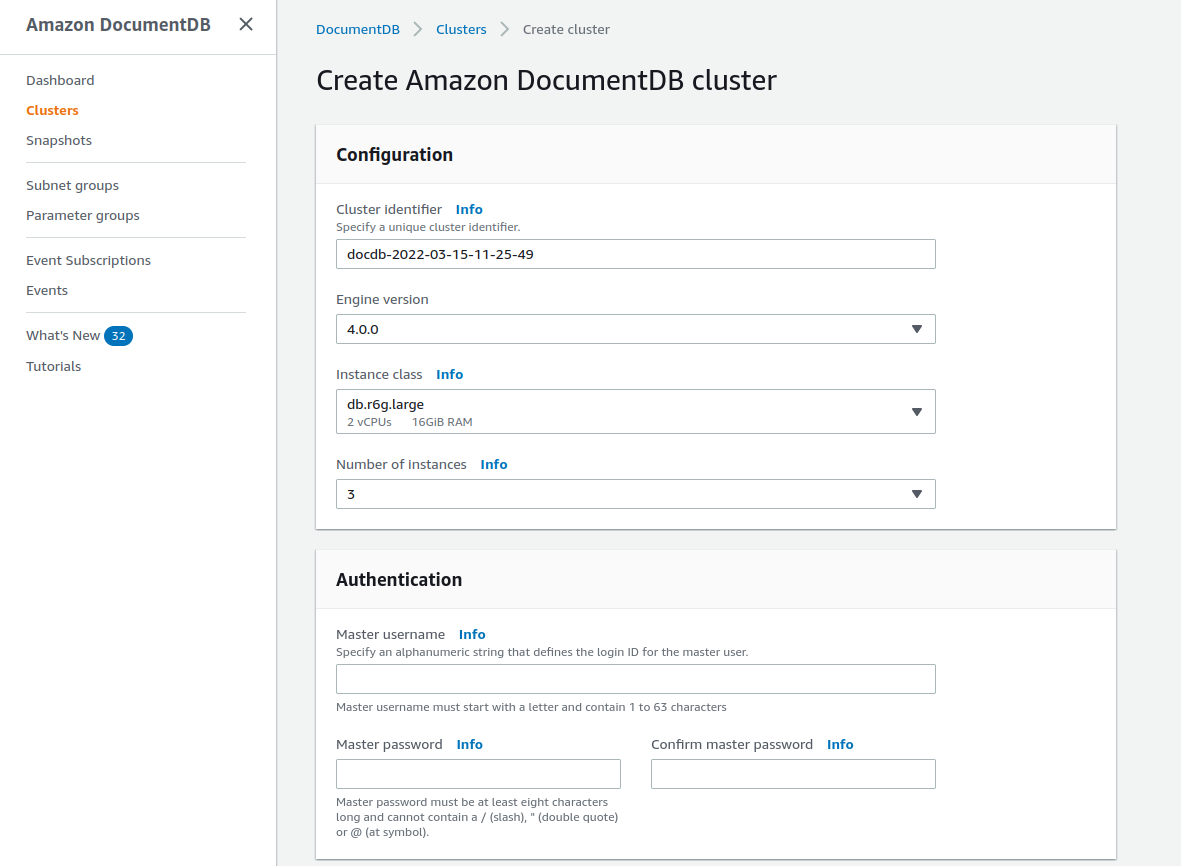 Amazon DocumentDB
Dashboard
Clusters
Snapshots
Subnet groups
Parameter groups
Event Subscriptions
Events
What's New 32
Tutorials
DocumentDB Clusters Create cluster
Create Amazon DocumentDB cluster
Configuration
Cluster identifier Info
Specify a unique cluster identifier.
docdb-2022-03-15-11-25-49
Engine version
4.0.0
Instance class Info
db.r6g.large
2 vCPUs 16GiB RAM
Number of instances Info
3
Authentication
Master username Info
Specify an alphanumeric string that defines the login ID for the master user.
Master username must start with a letter and contain 1 to 63 characters
Master password Info
Master password must be at least eight characters
long and cannot contain a / (slash), " (double quote)
or @ (at symbol).
Confirm master password Info